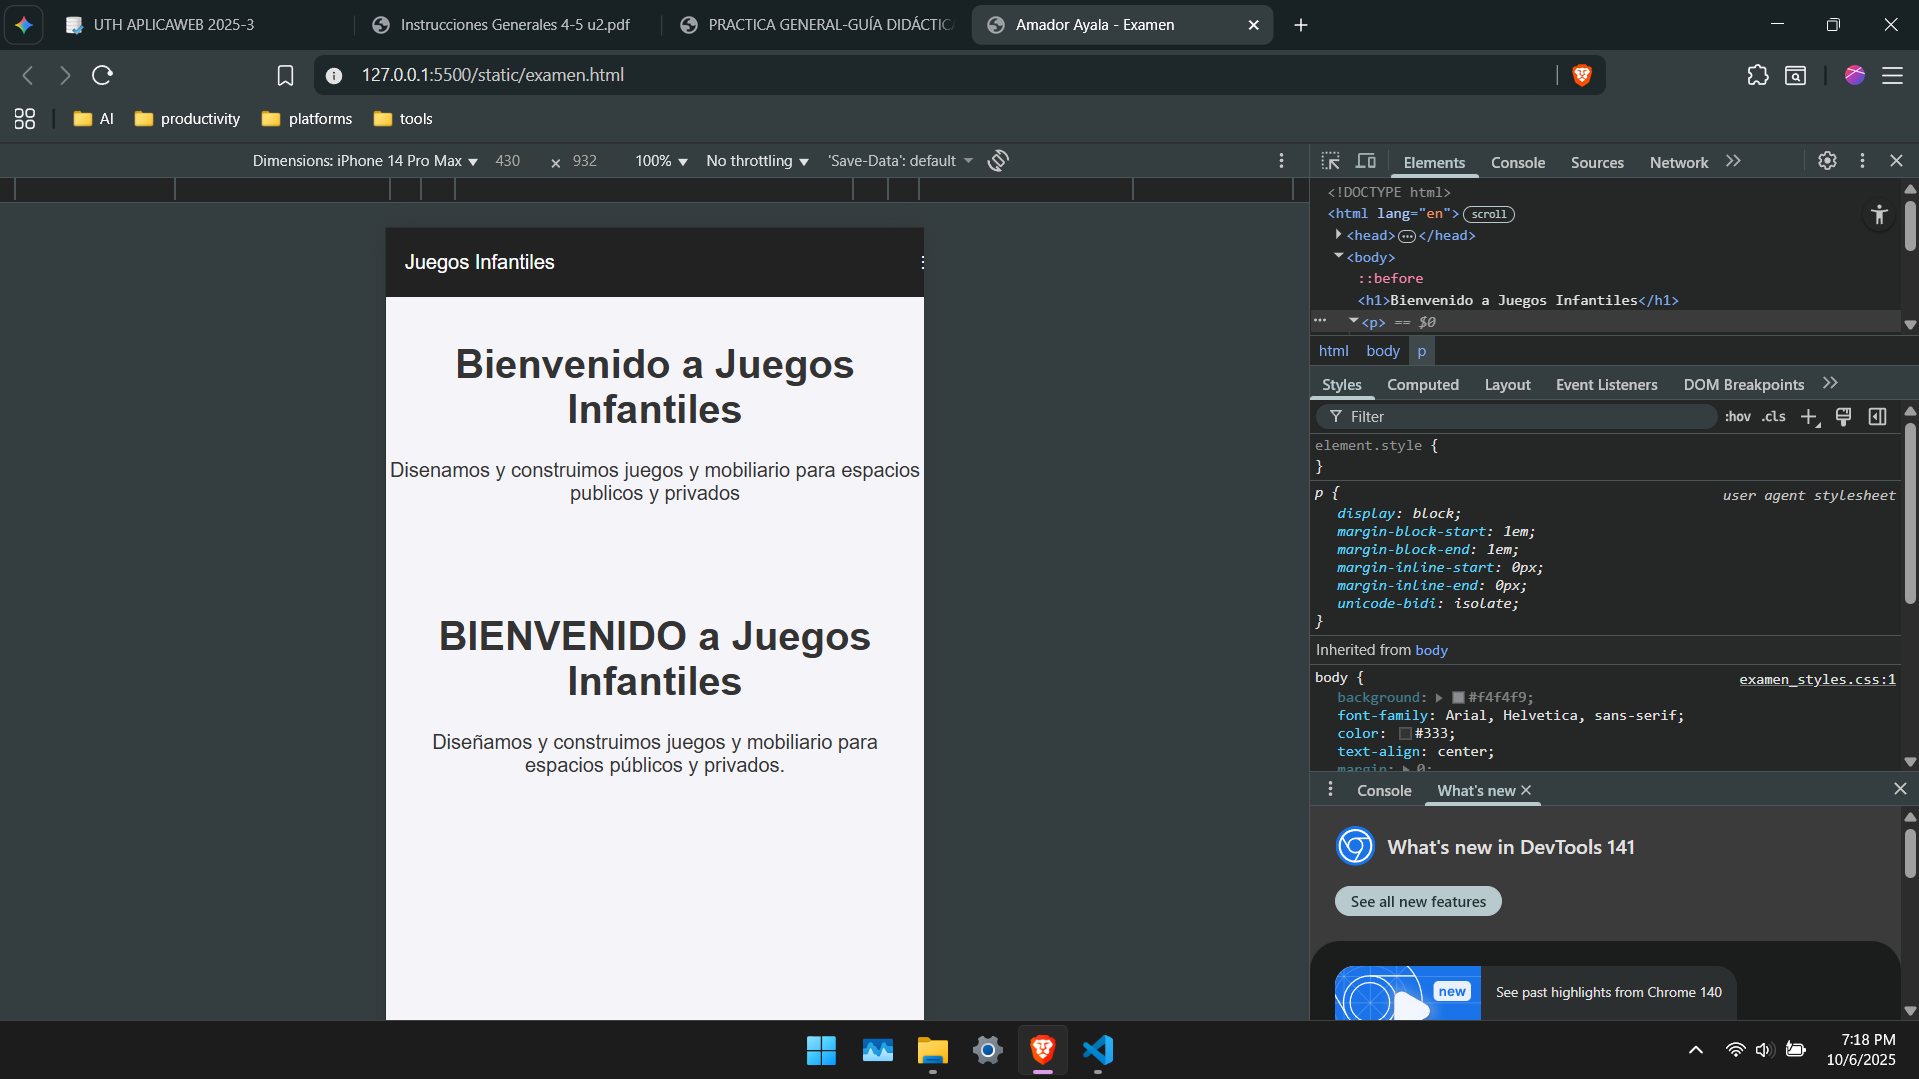 UTH APLICAWEB 2025-3
Instrucciones Generales 4-5 u2.pdf
PRACTICA GENERAL-GUÍA DIDÁCTICA
Amador Ayala - Examen
127.0.0.1:5500/static/examen.html
AI
productivity
platforms
tools
Dimensions: iPhone 14 Pro Max 430 × 932 100% No throttling 'Save-Data': default
Juegos Infantiles
Bienvenido a Juegos
Infantiles
Disenamos y construimos juegos y mobiliario para espacios
publicos y privados
BIENVENIDO a Juegos
Infantiles
Diseñamos y construimos juegos y mobiliario para
espacios públicos y privados.
Elements Console Sources Network
<!DOCTYPE html>
<html lang="en"> scroll
<head> … </head>
<body>
::before
<h1>Bienvenido a Juegos Infantiles</h1>
<p> == $0
html body p
Styles Computed Layout Event Listeners DOM Breakpoints
Filter :hov .cls
element.style {
}
p { user agent stylesheet
display: block;
margin-block-start: 1em;
margin-block-end: 1em;
margin-inline-start: 0px;
margin-inline-end: 0px;
unicode-bidi: isolate;
}
Inherited from body
body { examen_styles.css:1
background: #f4f4f9;
font-family: Arial, Helvetica, sans-serif;
color: #333;
text-align: center;
margin: 0;
Console What's new
What's new in DevTools 141
See all new features
new
See past highlights from Chrome 140
7:18 PM
10/6/2025